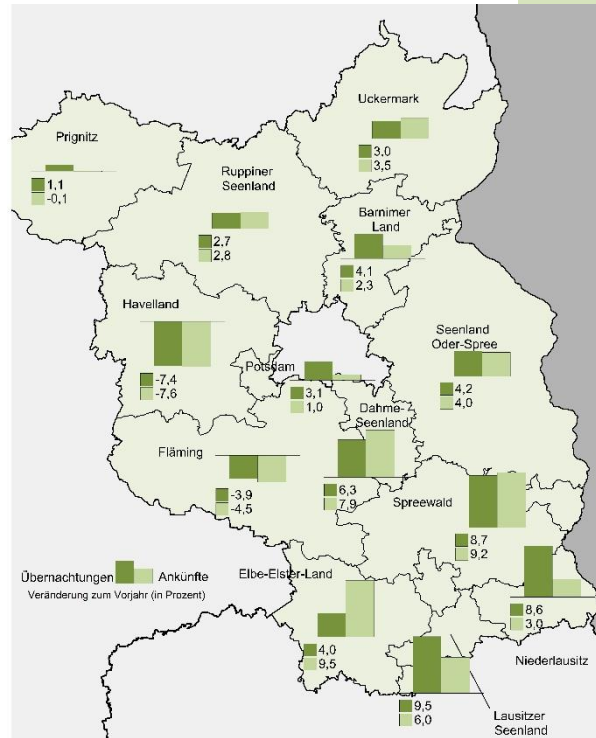 Uckermark
3,0
3,5
Prignitz
1,1
-0,1
Ruppiner
Seenland
2,7
2,8
Barnimer
Land
4,1
2,3
Havelland
-7,4
-7,6
Potsdam
3,1
1,0
Seenland
Oder-Spree
4,2
4,0
Dahme-
Seenland
6,3
7,9
Fläming
-3,9
-4,5
Spreewald
8,7
9,2
Übernachtungen Ankünfte
Veränderung zum Vorjahr (in Prozent)
Elbe-Elster-Land
4,0
9,5
8,6
3,0
Niederlausitz
9,5
6,0
Lausitzer
Seenland